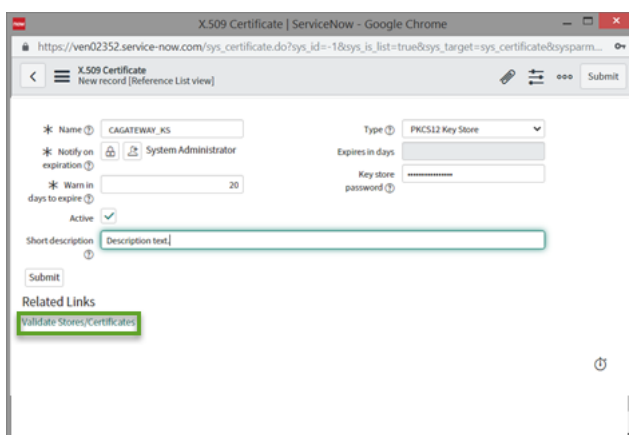 now
X.509 Certificate | ServiceNow - Google Chrome
https://ven02352.service-now.com/sys_certificate.do?sys_id=-1&sys_is_list=true&sys_target=sys_certificate&sysparm...
X.509 Certificate
New record [Reference List view]
Submit
Name
CAGATEWAY_KS
Type
PKCS12 Key Store
Notify on expiration
System Administrator
Expires in days
Warn in days to expire
20
Key store password
••••••••••••••••
Active
Short description
Description text.
Submit
Related Links
Validate Stores/Certificates